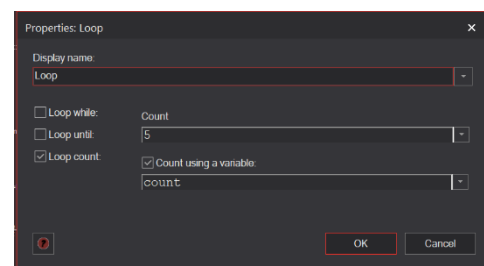 Properties: Loop
Display name:
Loop
Loop while:
Count
Loop until:
5
Loop count:
Count using a variable:
count
OK
Cancel